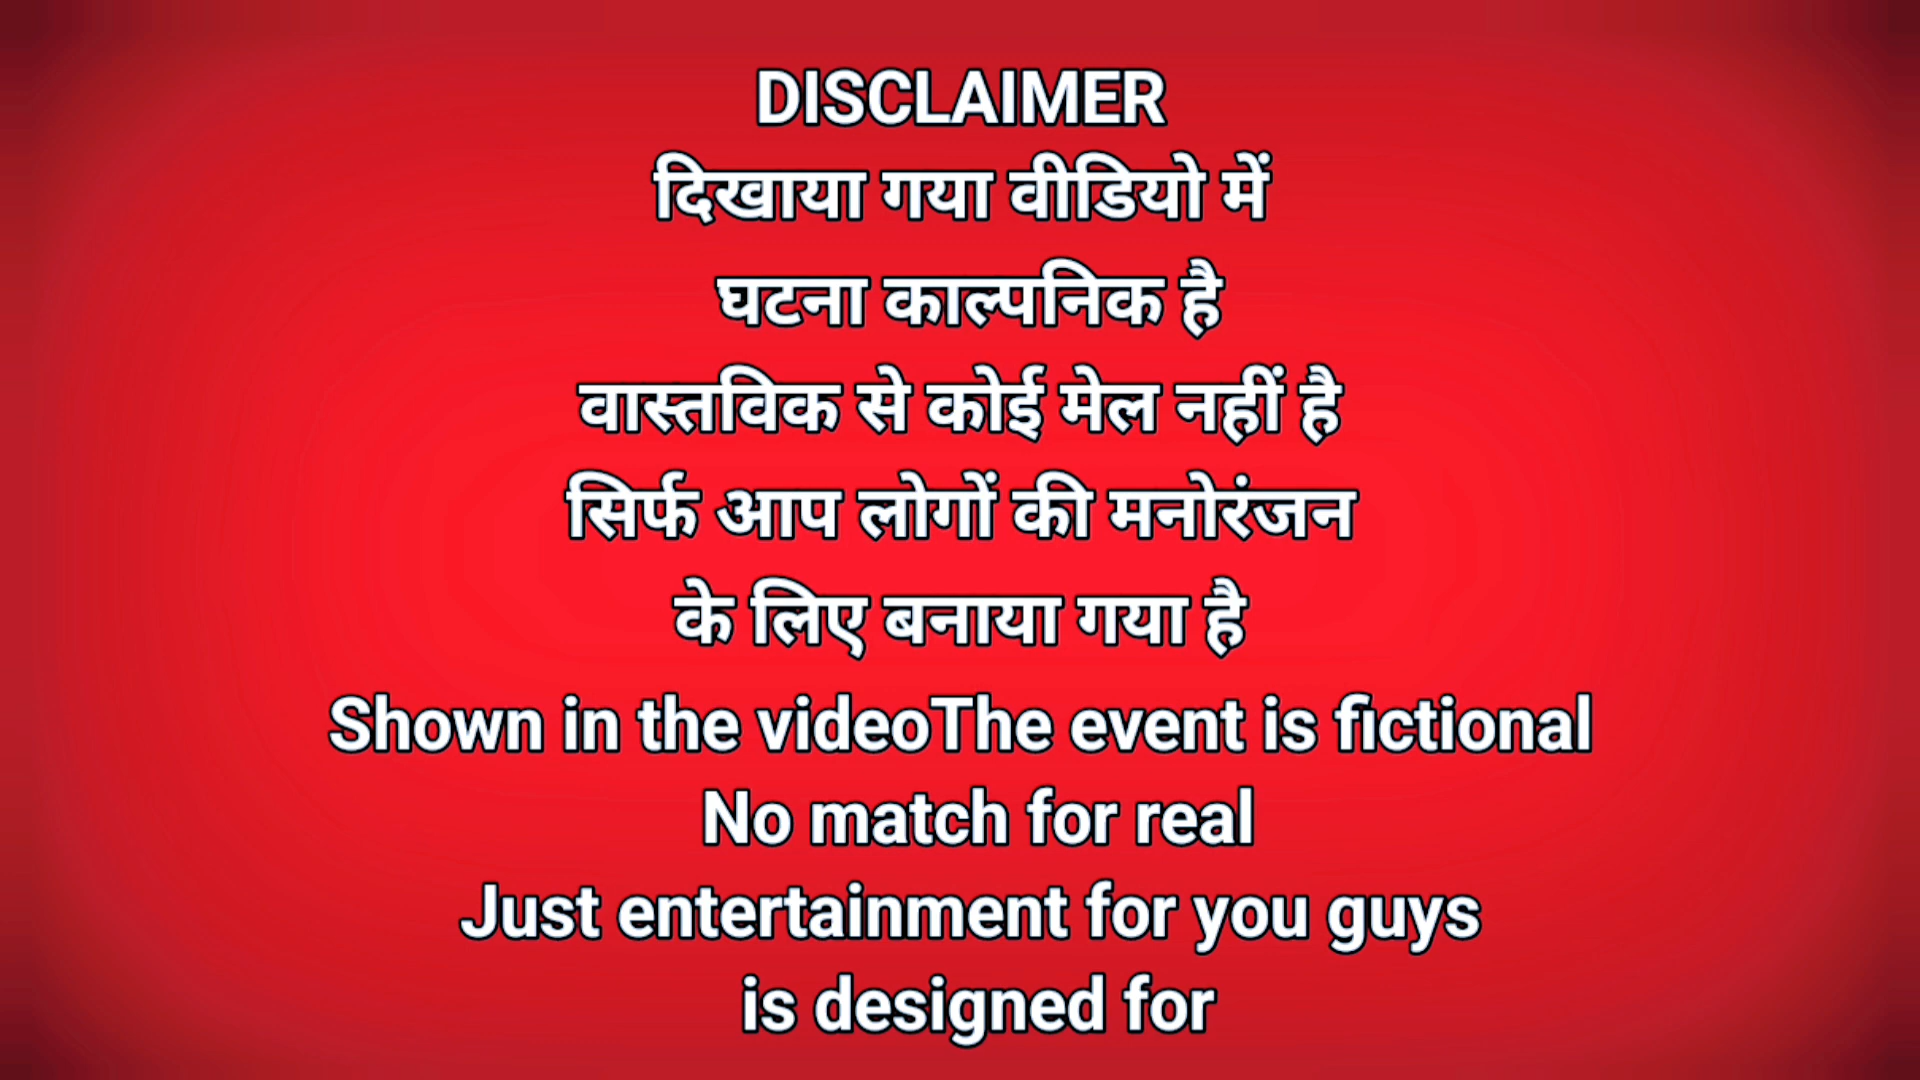 DISCLAIMER
दिखाया गया वीडियो में
घटना काल्पनिक है
वास्तविक से कोई मेल नहीं है
सिर्फ आप लोगों की मनोरंजन
के लिए बनाया गया है
Shown in the videoThe event is fictional
No match for real
Just entertainment for you guys
is designed for